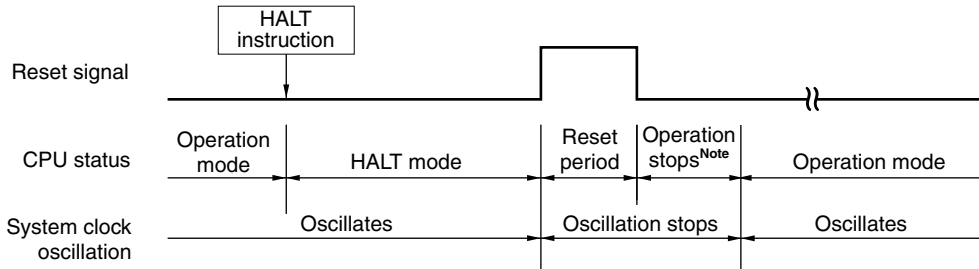 HALT
instruction
Reset signal
CPU status
Operation
mode
HALT mode
Reset
period
Operation
stopsNote
Operation mode
System clock
oscillation
Oscillates
Oscillation stops
Oscillates